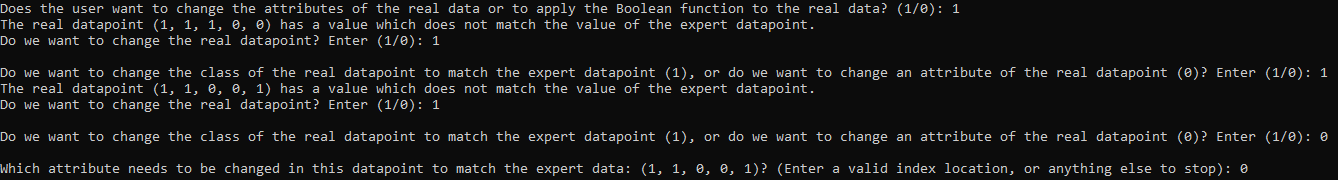 Does the user want to change the attributes of the real data or to apply the Boolean function to the real data? (1/0): 1
The real datapoint (1, 1, 1, 0, 0) has a value which does not match the value of the expert datapoint.
Do we want to change the real datapoint? Enter (1/0): 1
Do we want to change the class of the real datapoint to match the expert datapoint (1), or do we want to change an attribute of the real datapoint (0)? Enter (1/0): 1
The real datapoint (1, 1, 0, 0, 1) has a value which does not match the value of the expert datapoint.
Do we want to change the real datapoint? Enter (1/0): 1
Do we want to change the class of the real datapoint to match the expert datapoint (1), or do we want to change an attribute of the real datapoint (0)? Enter (1/0): 0
Which attribute needs to be changed in this datapoint to match the expert data: (1, 1, 0, 0, 1)? (Enter a valid index location, or anything else to stop): 0